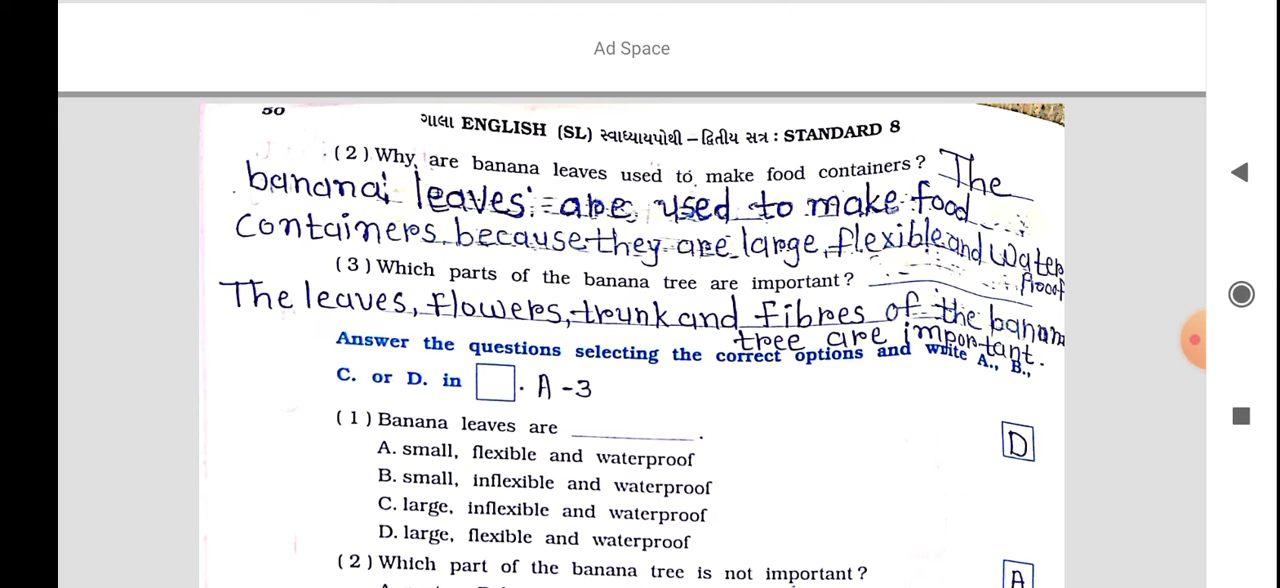 Ad Space
50
ગાલા ENGLISH (SL) સ્વાધ્યાયપોથી – દ્વિતીય સત્ર : STANDARD 8
(2) Why are banana leaves used to make food containers? The
banana leaves are used to make food
containers because they are large, flexible and water
proof
(3) Which parts of the banana tree are important?
The leaves, flowers, trunk and fibres of the banana
tree are important.
Answer the questions selecting the correct options and write A., B.,
C. or D. in . A-3
(1) Banana leaves are ________ . D
A. small, flexible and waterproof
B. small, inflexible and waterproof
C. large, inflexible and waterproof
D. large, flexible and waterproof
(2) Which part of the banana tree is not important? A